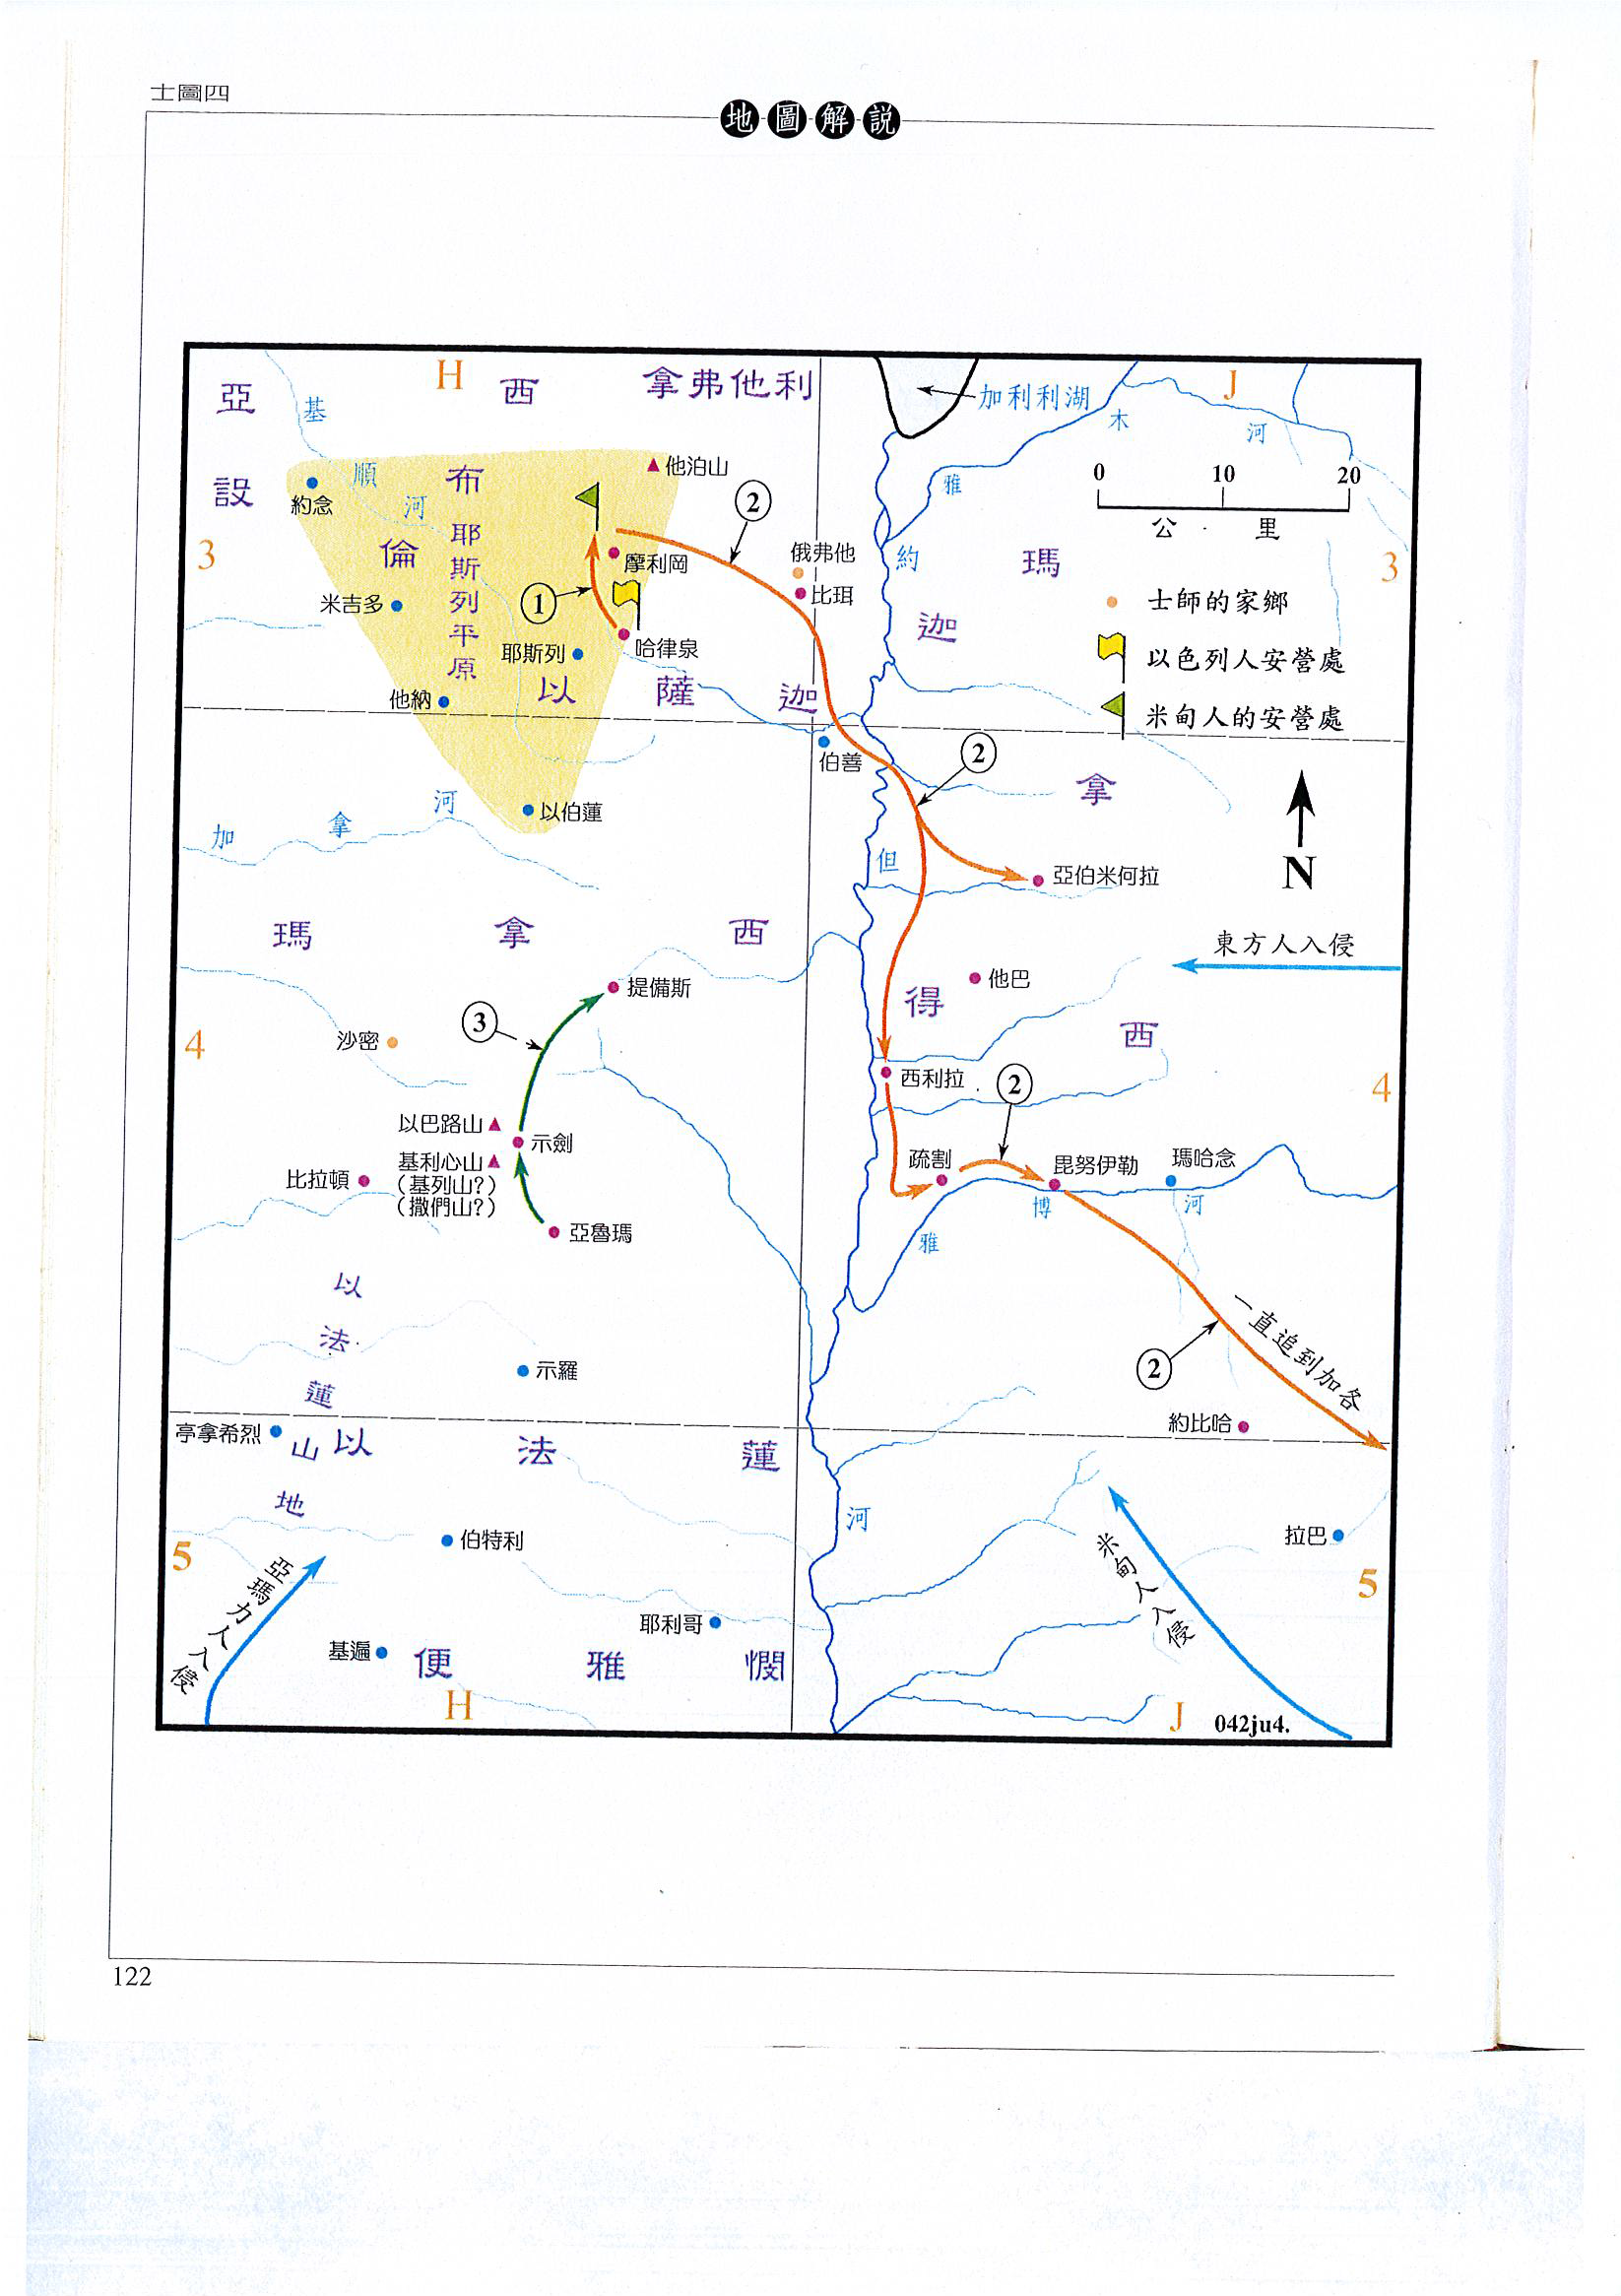 士圖四
地圖解説
H
J
亞設
西布倫
拿弗他利
加利利湖
基順河
雅木河
他泊山
約念
0 10 20
公里
②
3
3
耶斯列平原
摩利岡
俄弗他
比珥
①
米吉多
耶斯列
哈律泉
他納
以薩迦
約但河
瑪拿西
迦得
士師的家鄉
以色列人安營處
米甸人的安營處
伯善
②
以伯蓮
加拿河
N
亞伯米何拉
瑪拿西
東方人入侵
提備斯
他巴
③
沙密
4
4
西利拉
②
以巴路山
示劍
基利心山
(基列山?)
(撒們山?)
比拉頓
亞魯瑪
疏割
毘努伊勒
瑪哈念
雅博河
以法蓮山地
一直追到加各
②
示羅
約比哈
亭拿希烈
以法蓮
伯特利
拉巴
5
5
亞瑪力人入侵
米甸人入侵
耶利哥
基遍
便雅憫
H
J
042ju4.
122